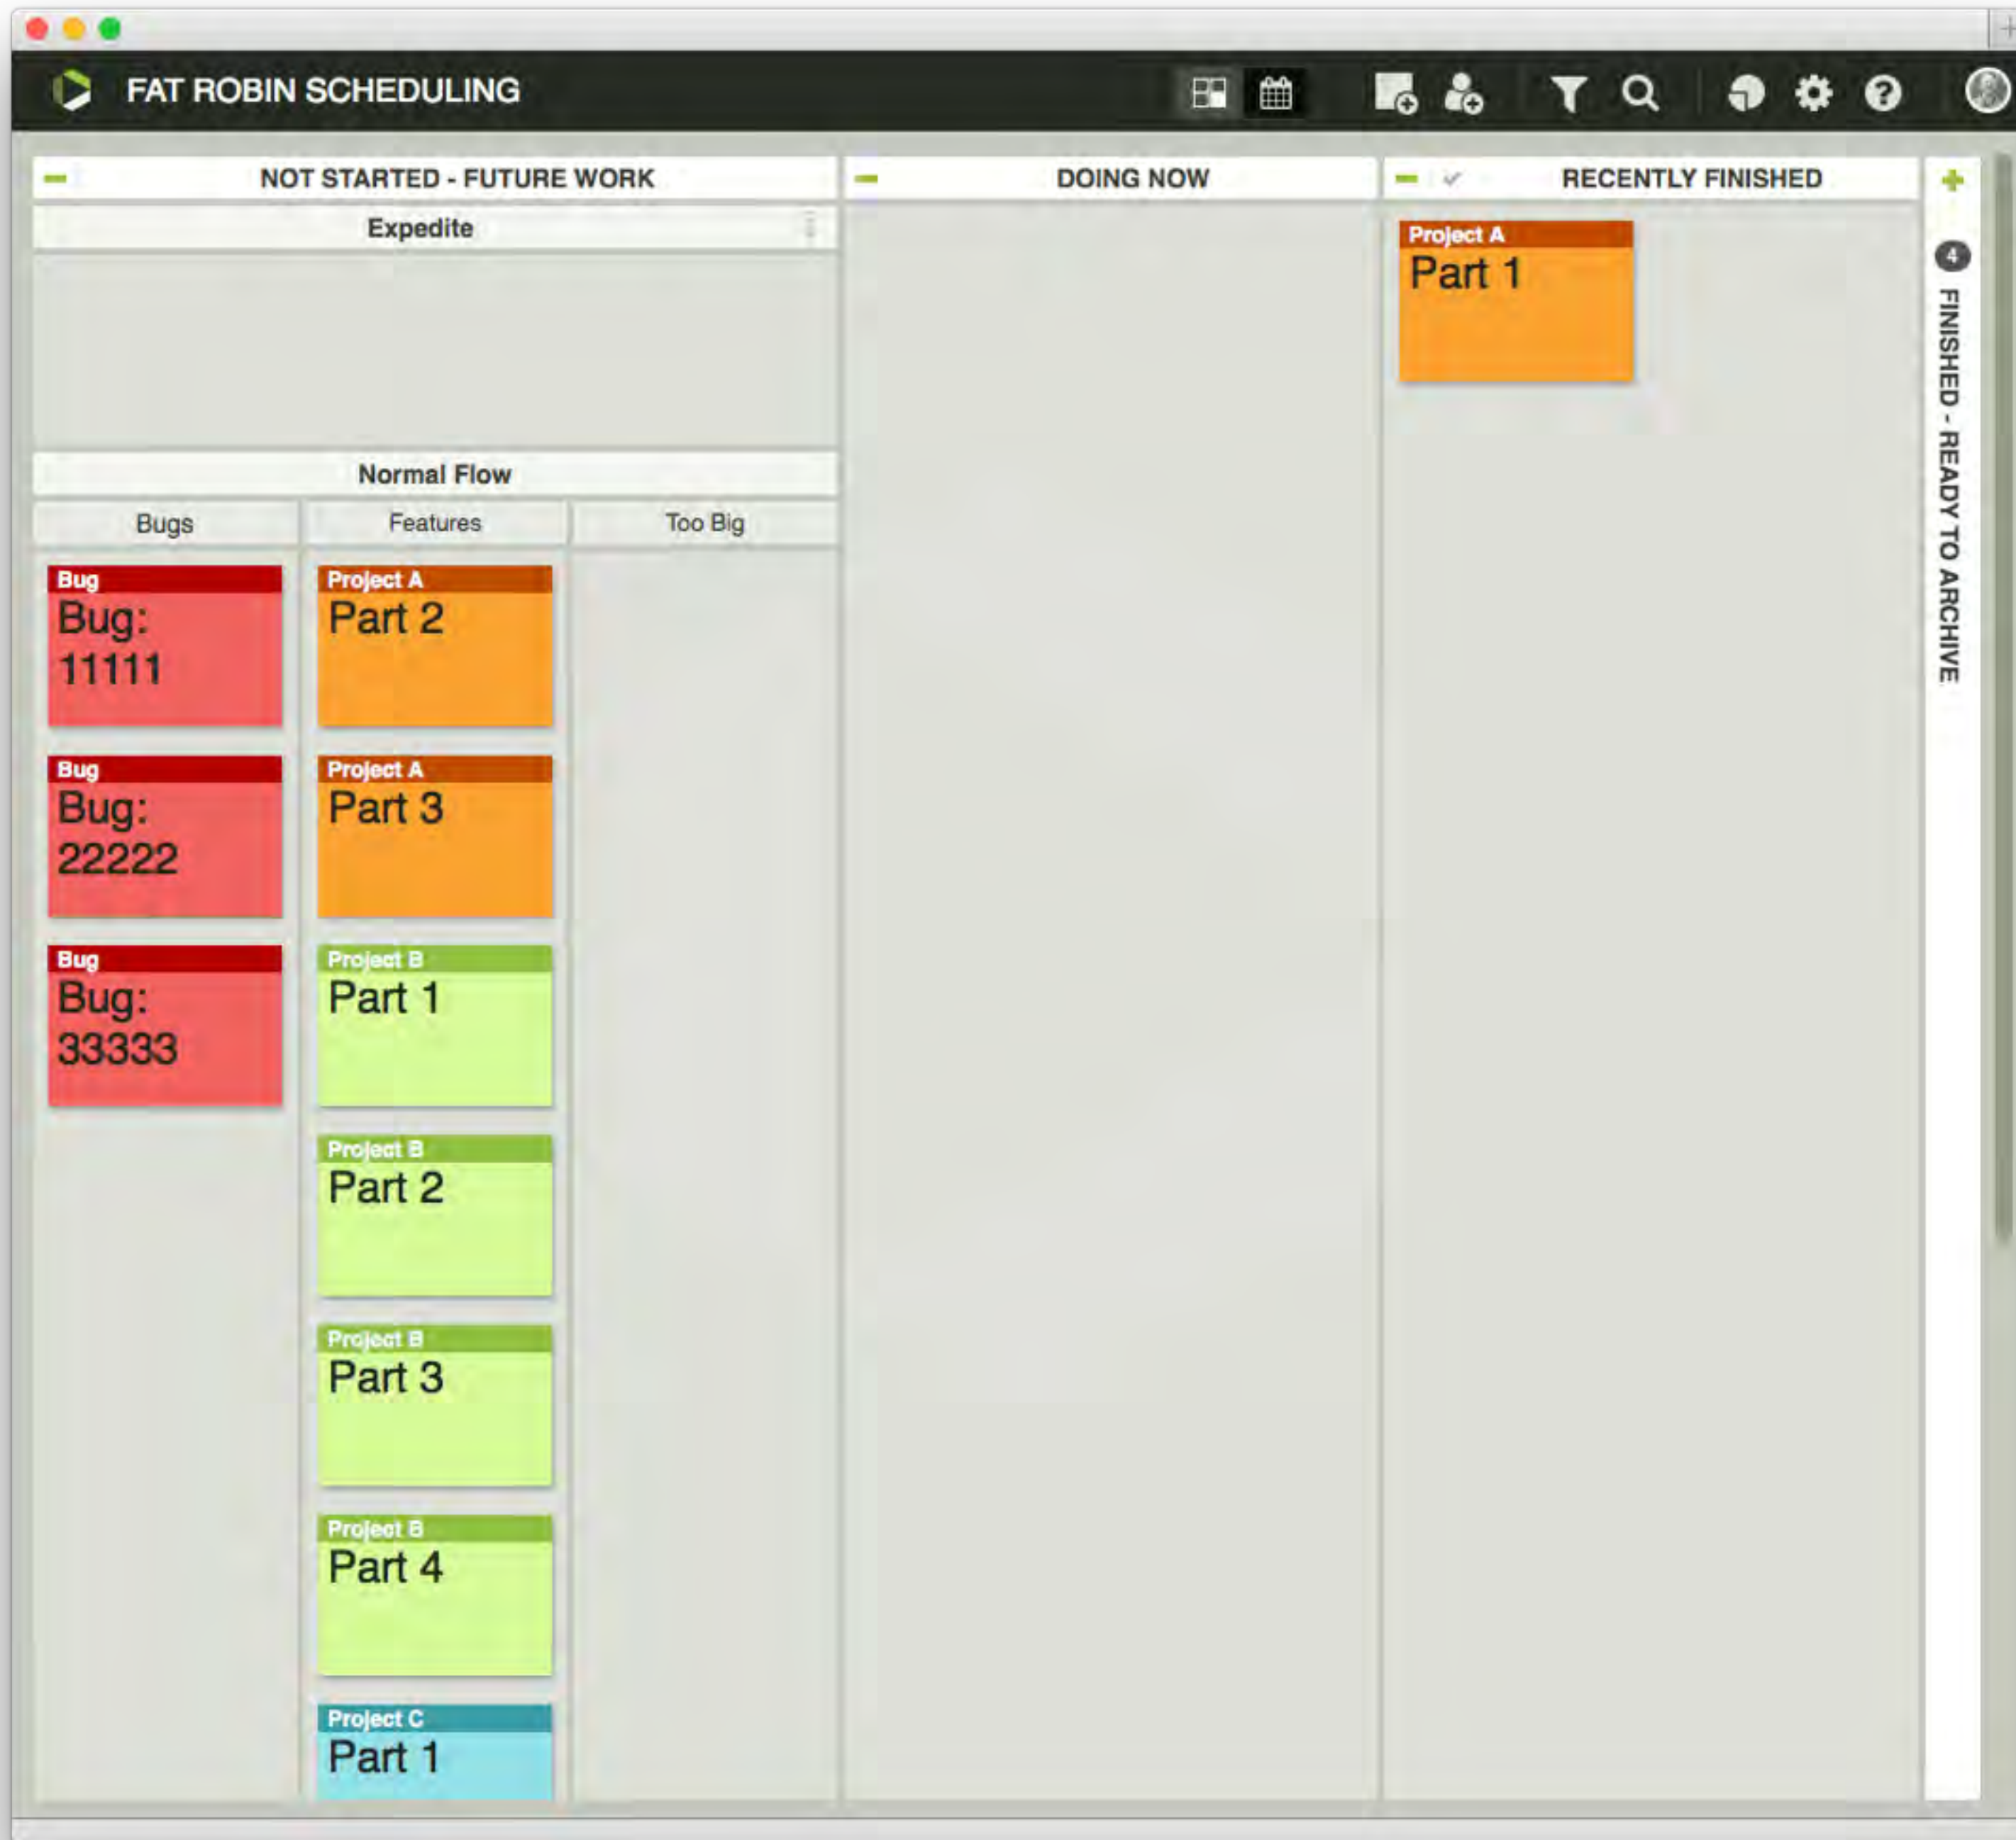 FAT ROBIN SCHEDULING
NOT STARTED - FUTURE WORK
DOING NOW
RECENTLY FINISHED
Expedite
Project A
Part 1
4
FINISHED - READY TO ARCHIVE
Normal Flow
Bugs
Features
Too Big
Bug
Bug:
11111
Bug
Bug:
22222
Bug
Bug:
33333
Project A
Part 2
Project A
Part 3
Project B
Part 1
Project B
Part 2
Project B
Part 3
Project B
Part 4
Project C
Part 1